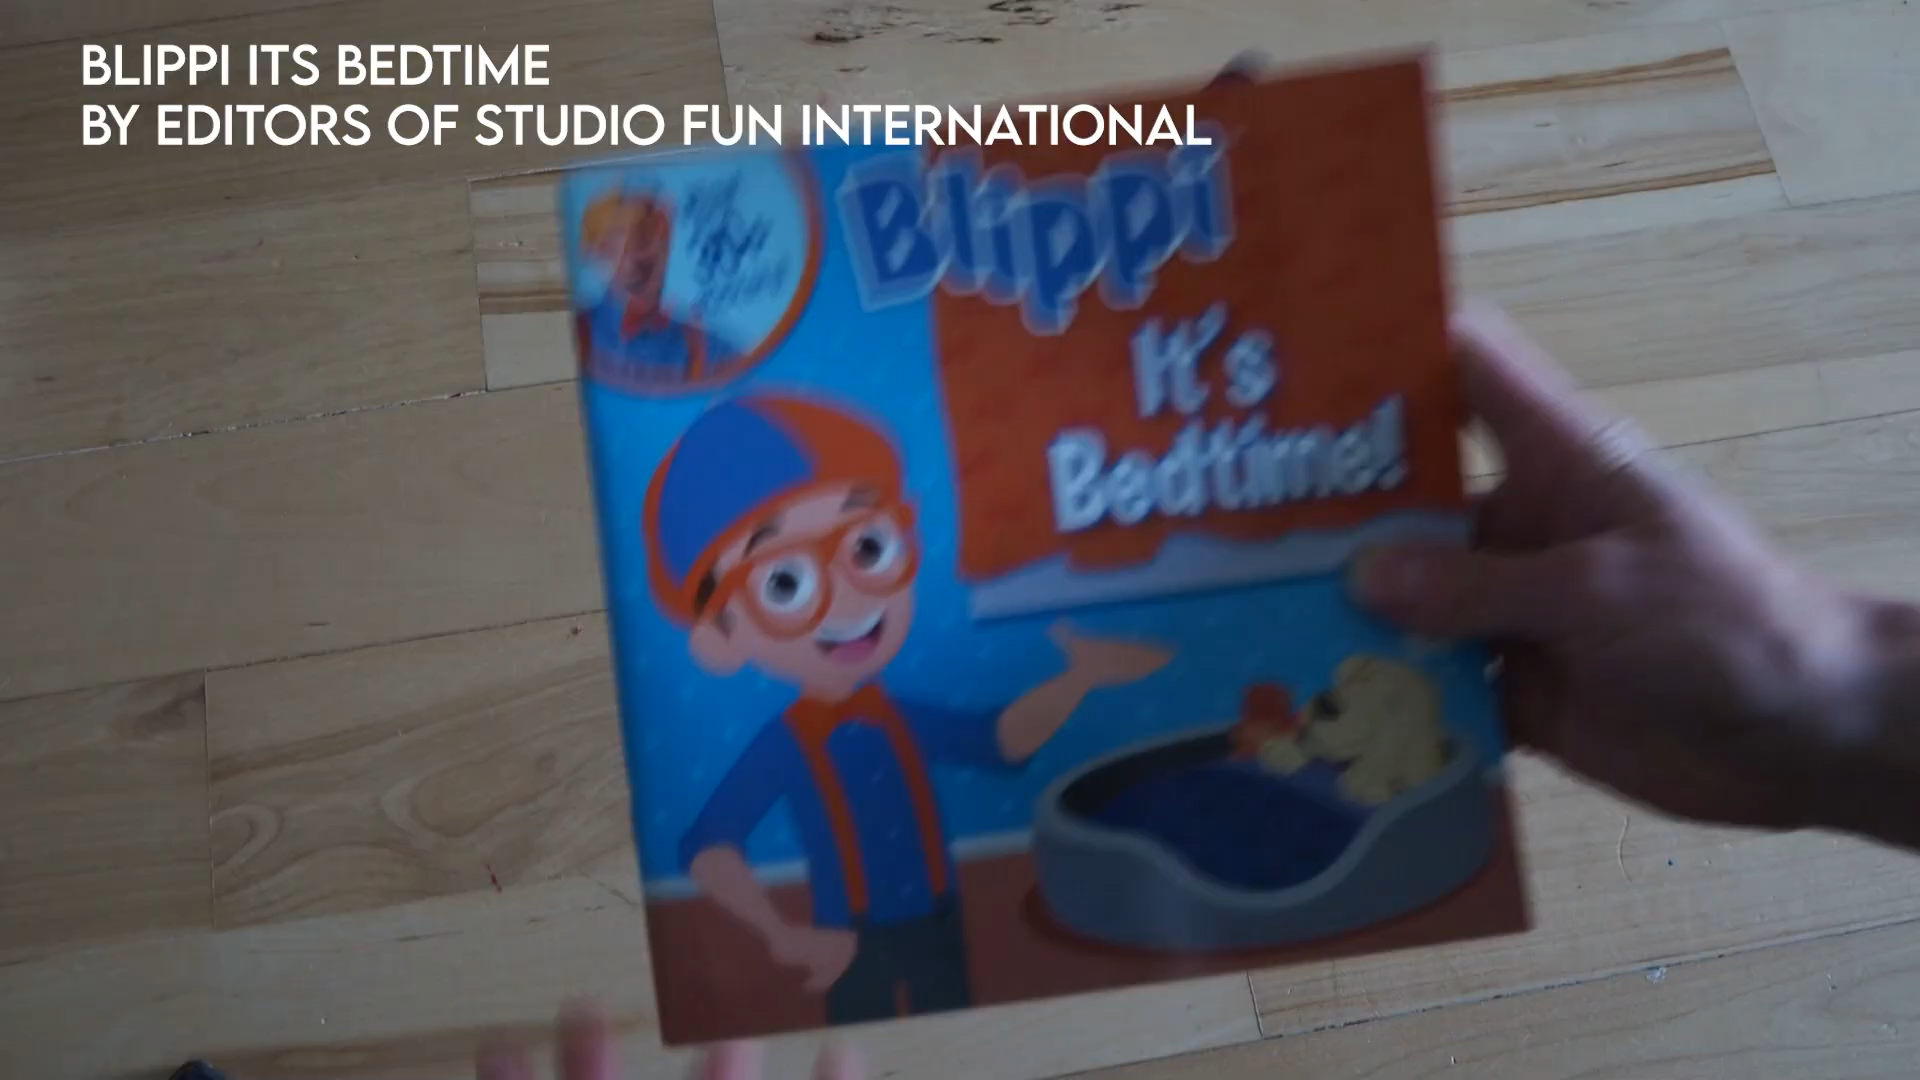 BLIPPI ITS BEDTIME
BY EDITORS OF STUDIO FUN INTERNATIONAL
Blippi
It's
Bedtime!